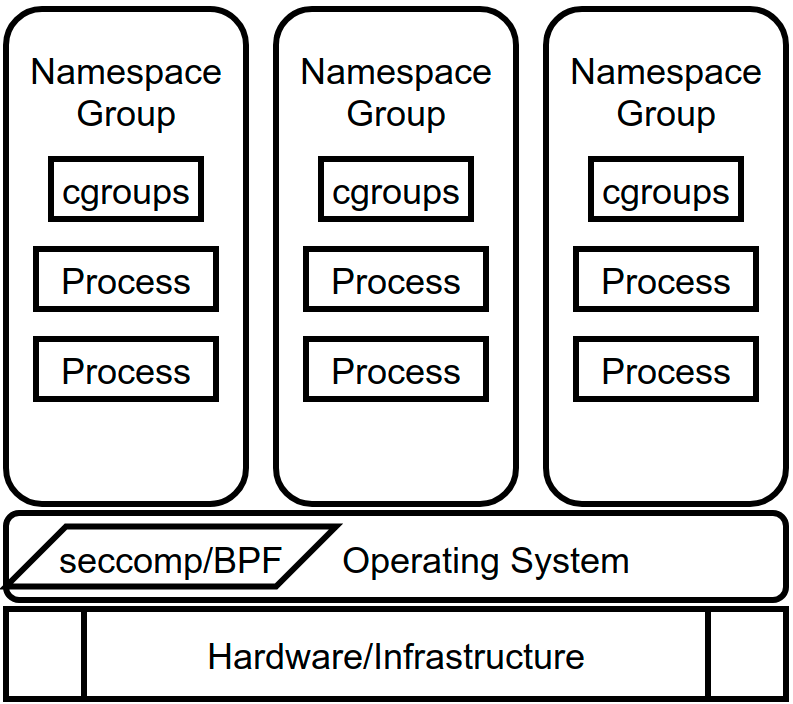 Namespace
Group
cgroups
Process
Process
Namespace
Group
cgroups
Process
Process
Namespace
Group
cgroups
Process
Process
seccomp/BPF
Operating System
Hardware/Infrastructure